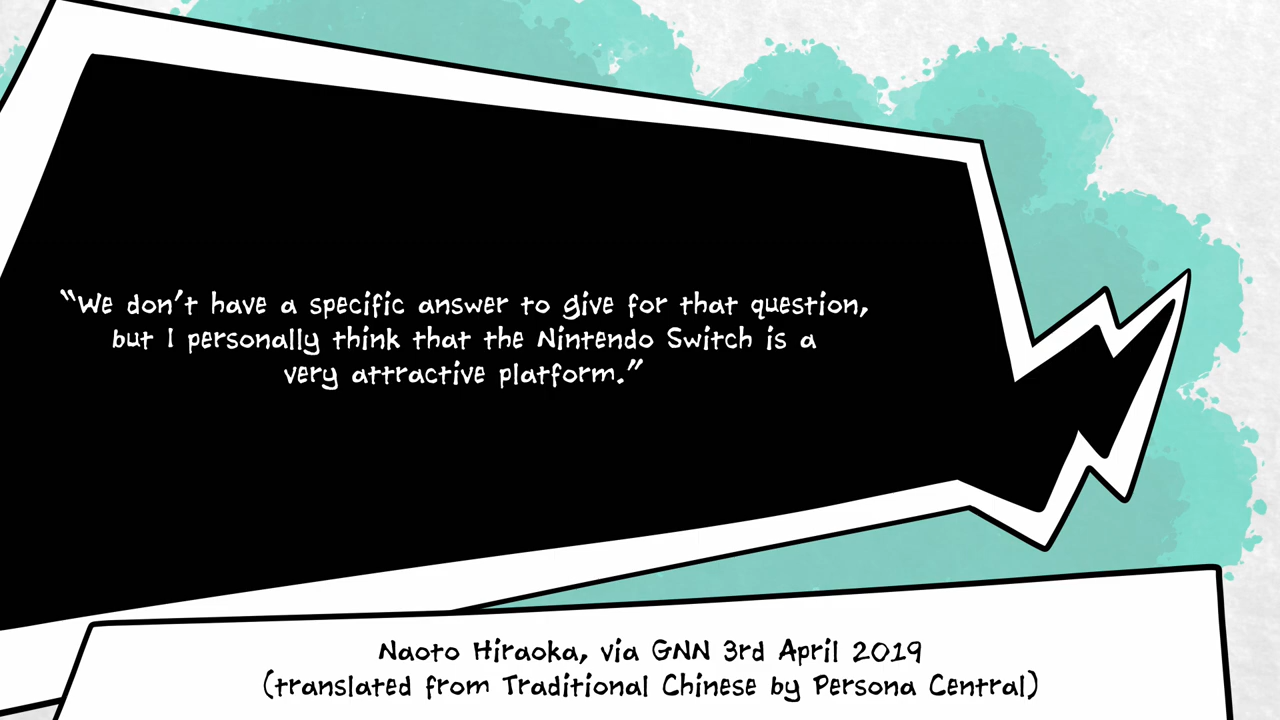 “We don't have a specific answer to give for that question,
but I personally think that the Nintendo Switch is a
very attractive platform.”
Naoto Hiraoka, via GNN 3rd April 2019
(translated from Traditional Chinese by Persona Central)